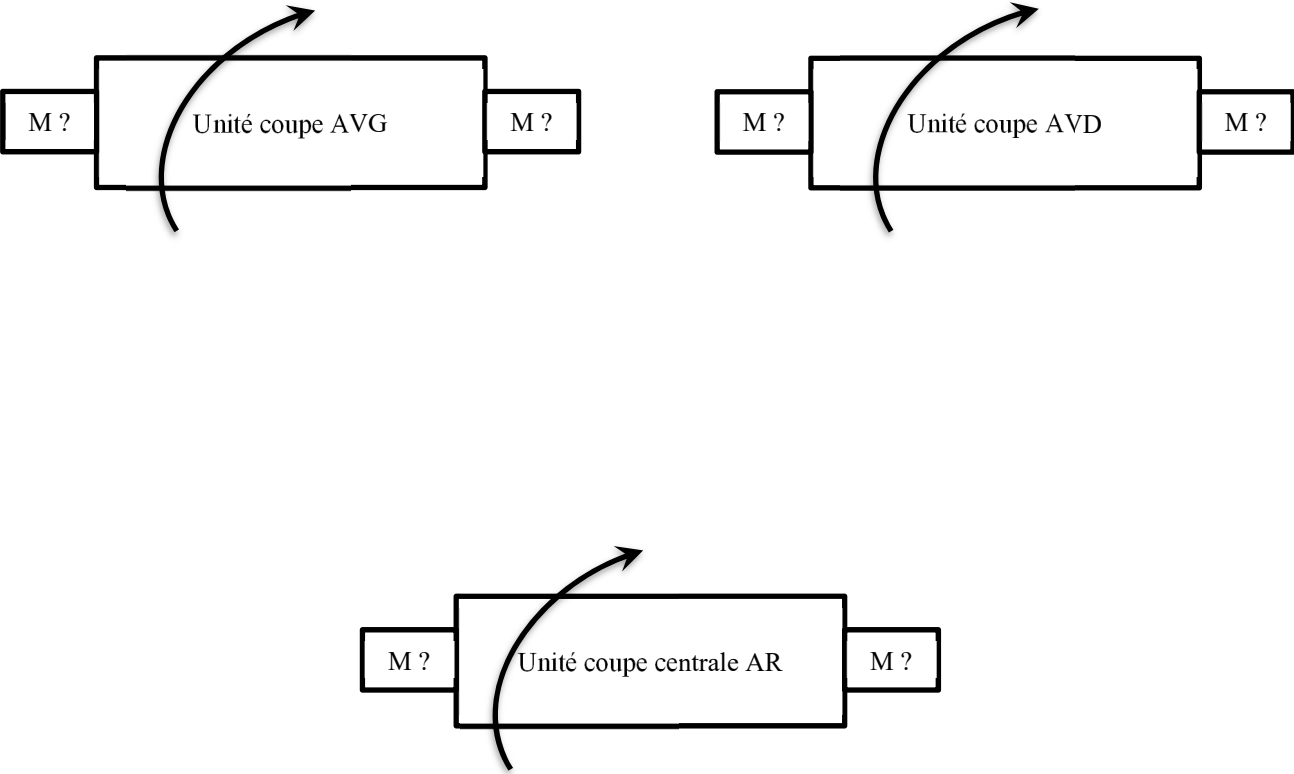 M ?
Unité coupe AVG
M ?
M ?
Unité coupe AVD
M ?
M ?
Unité coupe centrale AR
M ?